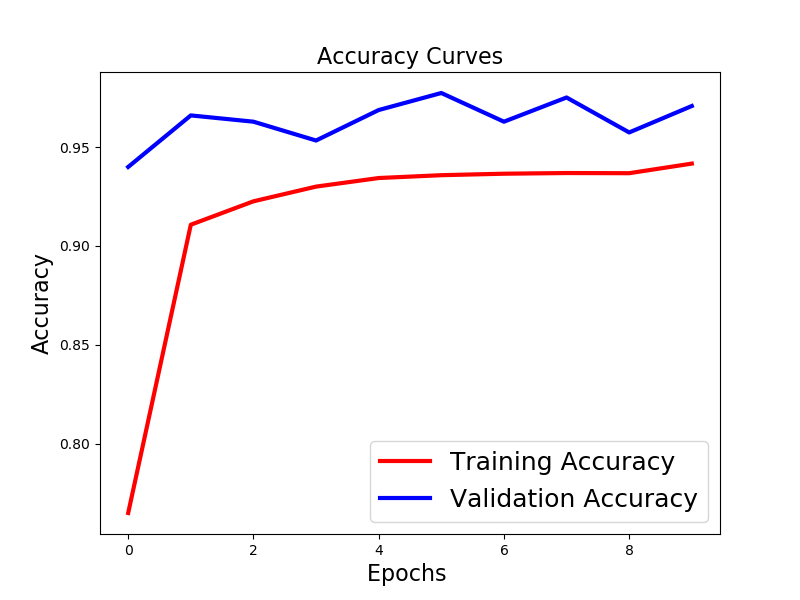 Accuracy Curves
Accuracy
0.95
0.90
0.85
0.80
Training Accuracy
Validation Accuracy
0 2 4 6 8
Epochs